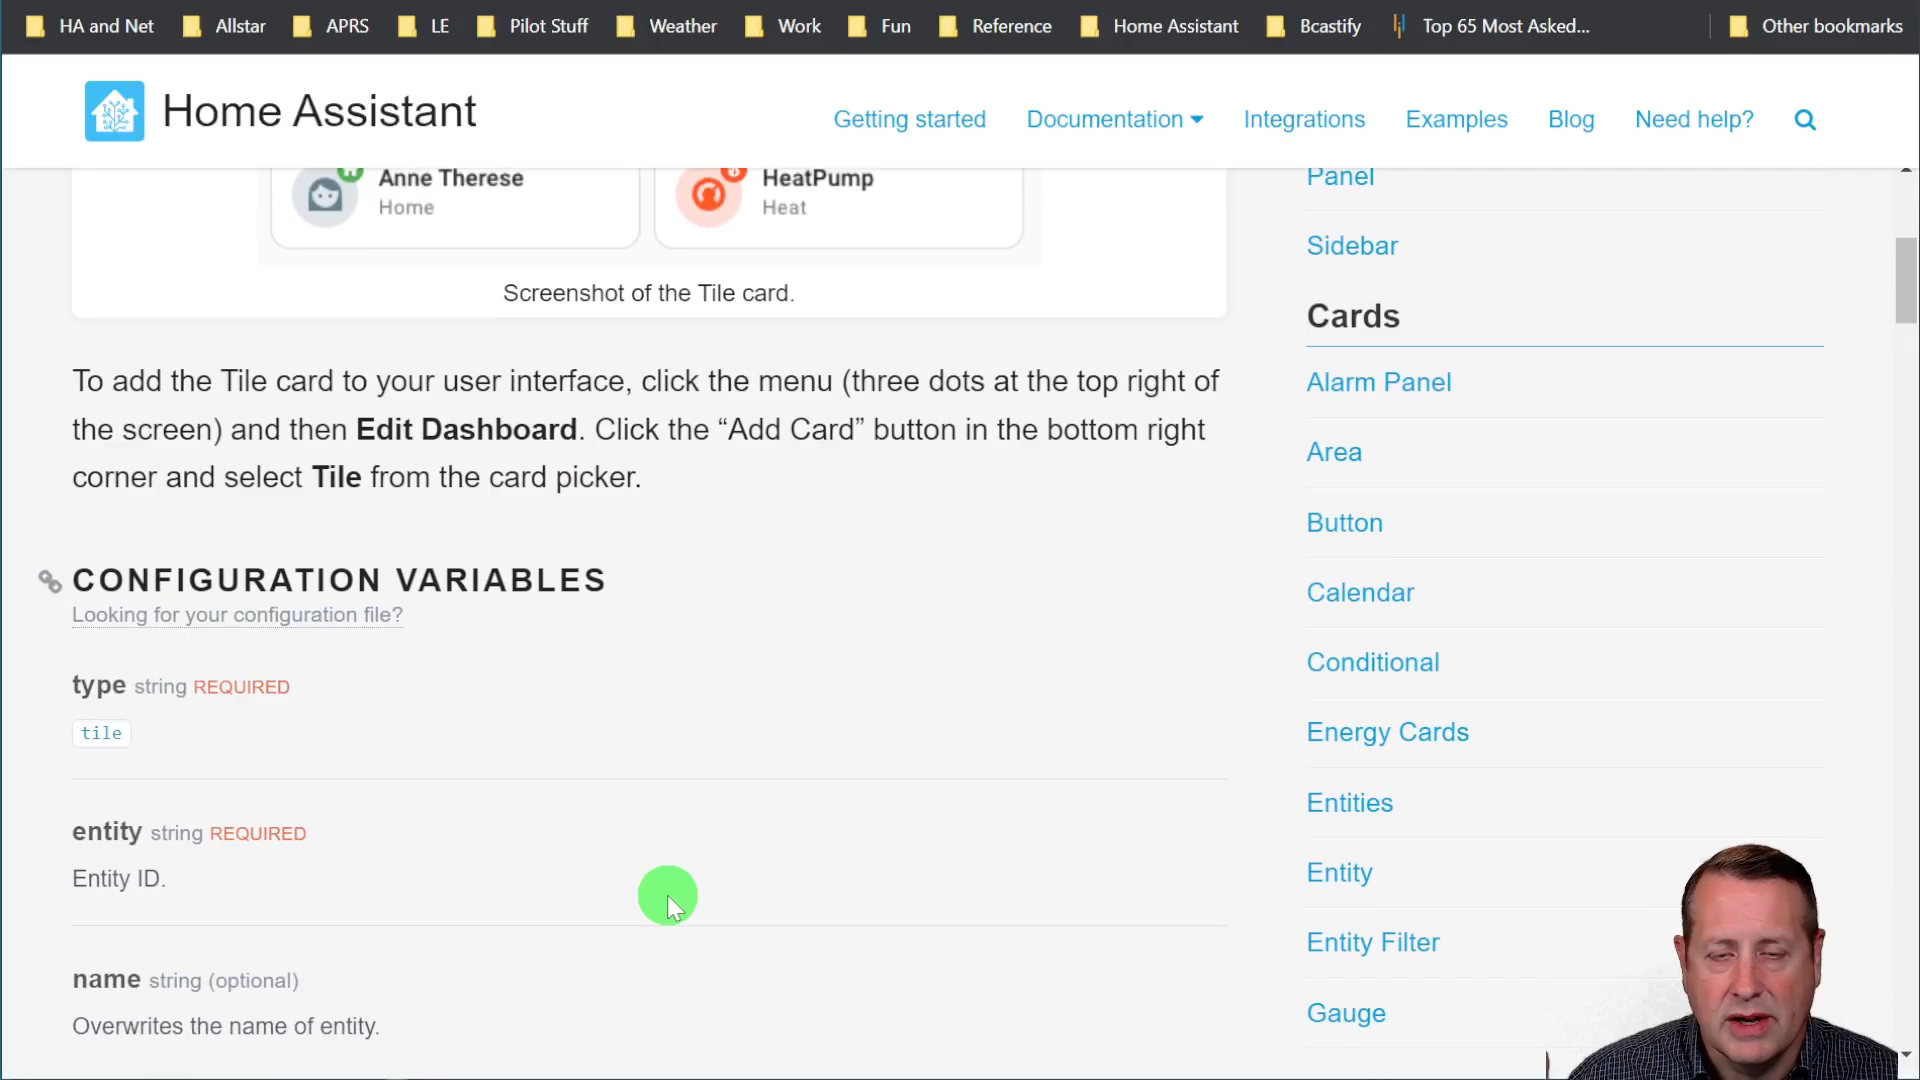 HA and Net Allstar APRS LE Pilot Stuff Weather Work Fun Reference Home Assistant Bcastify Top 65 Most Asked... Other bookmarks
Home Assistant
Getting started Documentation Integrations Examples Blog Need help?
Anne Therese
Home
HeatPump
Heat
Screenshot of the Tile card.
To add the Tile card to your user interface, click the menu (three dots at the top right of
the screen) and then Edit Dashboard. Click the “Add Card” button in the bottom right
corner and select Tile from the card picker.
CONFIGURATION VARIABLES
Looking for your configuration file?
type string REQUIRED
tile
entity string REQUIRED
Entity ID.
name string (optional)
Overwrites the name of entity.
Panel
Sidebar
Cards
Alarm Panel
Area
Button
Calendar
Conditional
Energy Cards
Entities
Entity
Entity Filter
Gauge